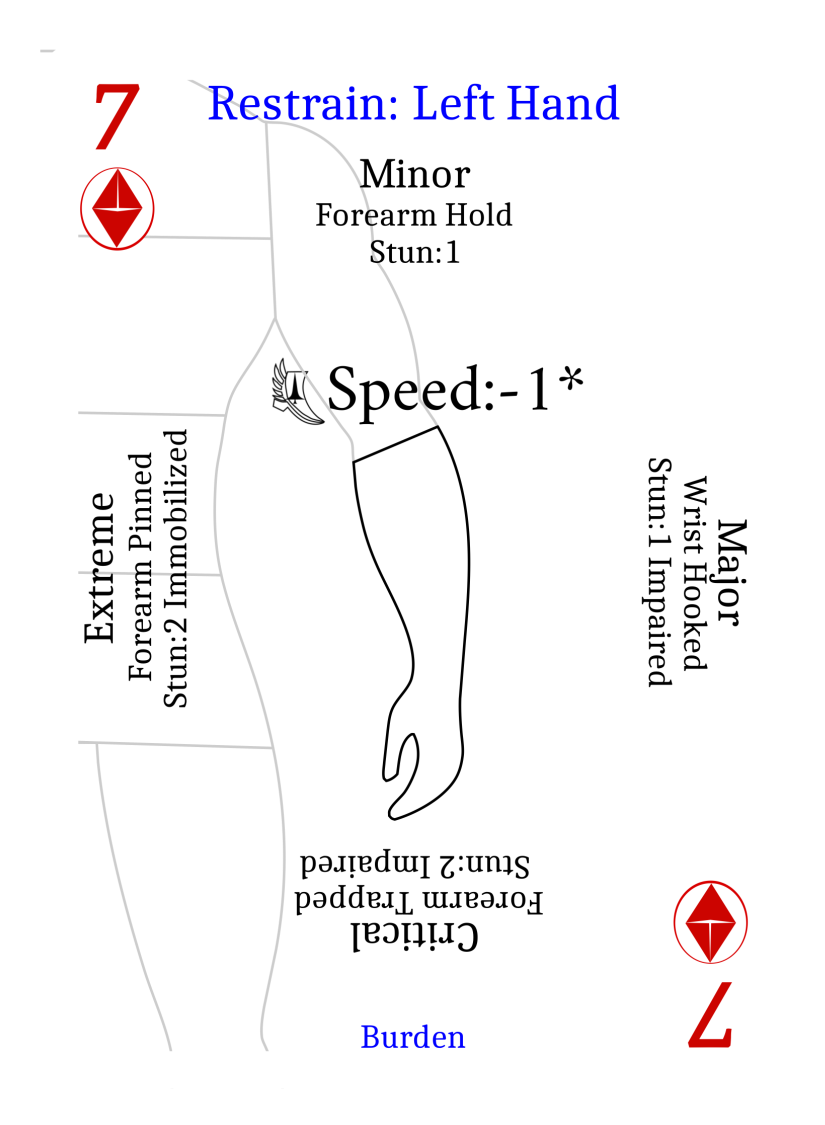 7
Restrain: Left Hand
Minor
Forearm Hold
Stun:1
Speed:-1*
Extreme
Forearm Pinned
Stun:2 Immobilized
Major
Wrist Hooked
Stun:1 Impaired
Critical
Forearm Trapped
Stun:2 Impaired
Burden
7